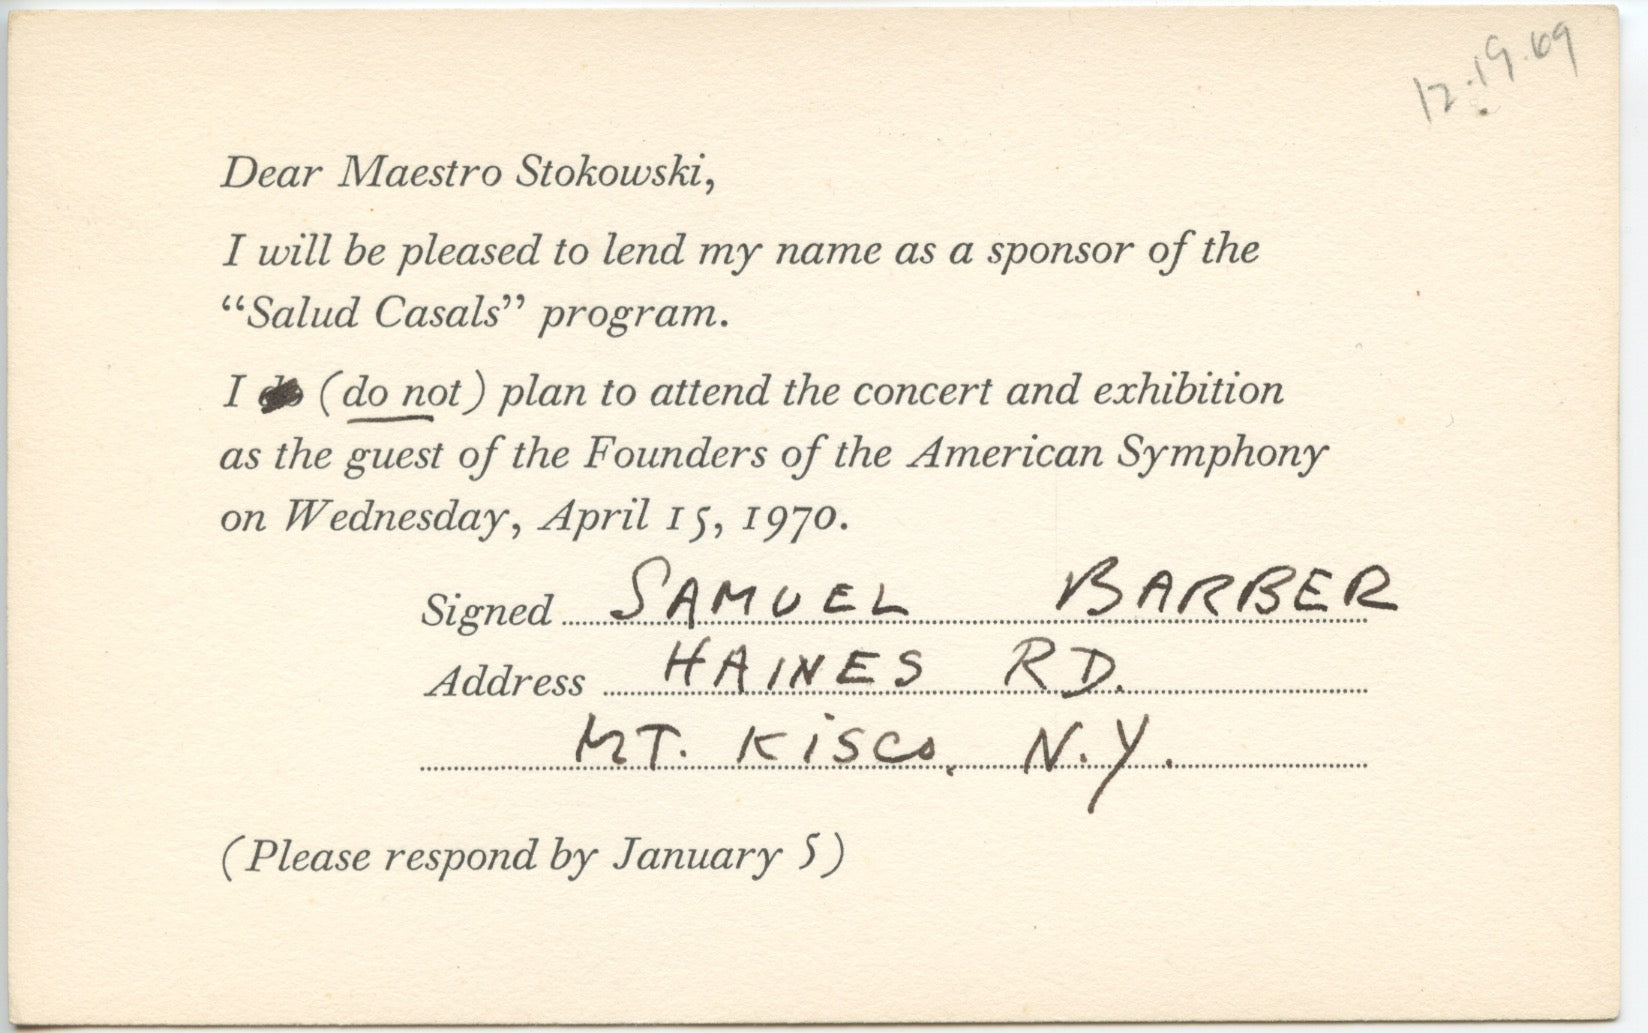 12.19.69
Dear Maestro Stokowski,
I will be pleased to lend my name as a sponsor of the
“Salud Casals” program.
I do (do not) plan to attend the concert and exhibition
as the guest of the Founders of the American Symphony
on Wednesday, April 15, 1970.
Signed SAMUEL BARBER
Address HAINES RD.
MT. KISCO, N.Y.
(Please respond by January 5)